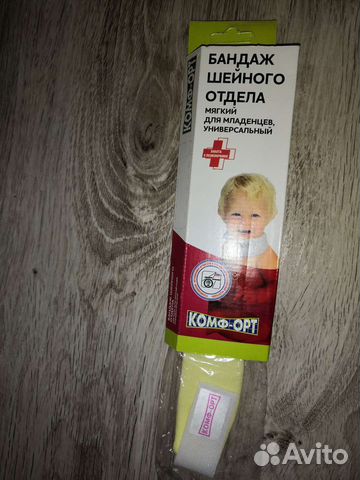 КОМФ-ОРТ
БАНДАЖ
ШЕЙНОГО
ОТДЕЛА
МЯГКИЙ
ДЛЯ МЛАДЕНЦЕВ,
УНИВЕРСАЛЬНЫЙ
КОМФ-ОРТ
КОМФ-ОРТ
Avito